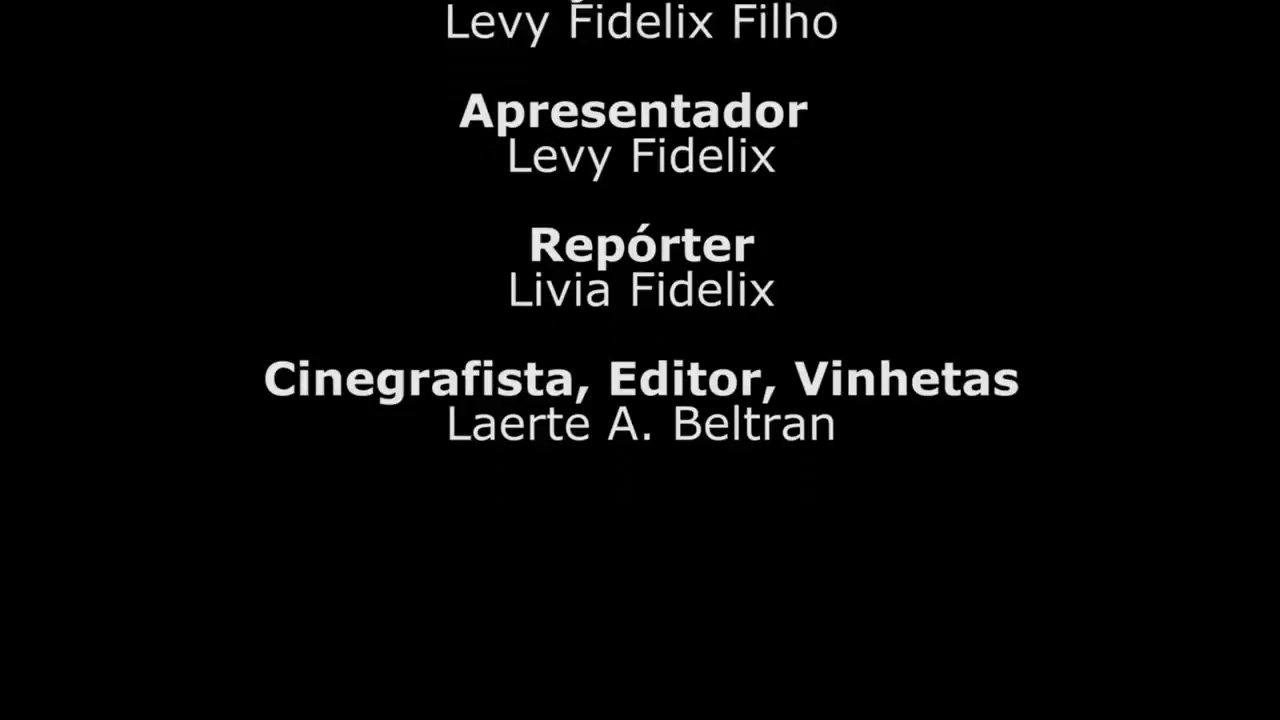 Levy Fidelix Filho
Apresentador
Levy Fidelix
Repórter
Livia Fidelix
Cinegrafista, Editor, Vinhetas
Laerte A. Beltran